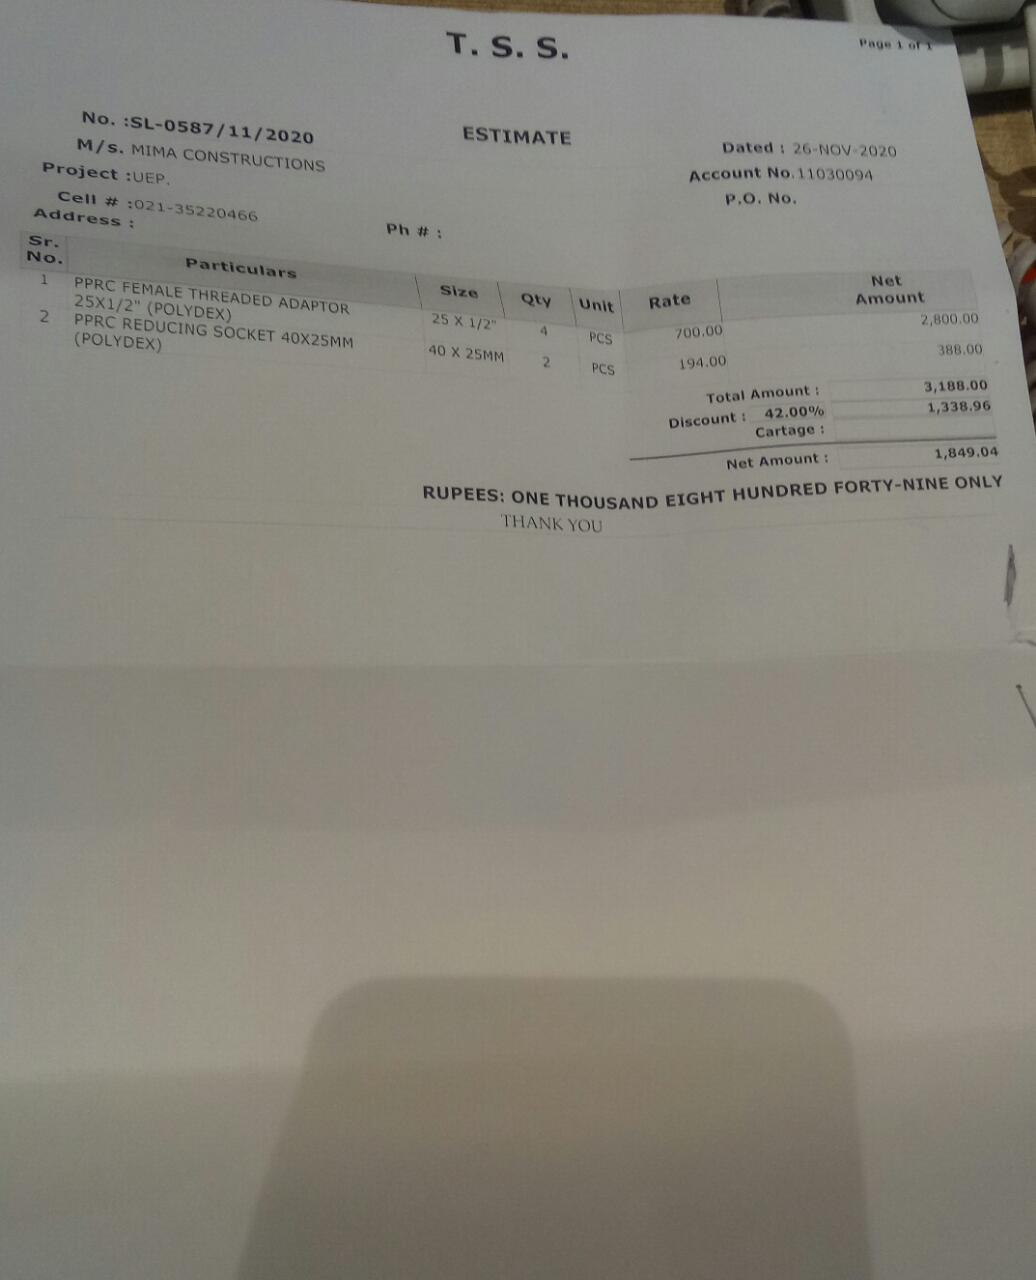 T. S. S.
Page 1 of 1
No. :SL-0587/11/2020
ESTIMATE
Dated : 26-NOV-2020
M/s. MIMA CONSTRUCTIONS
Account No.11030094
Project :UEP.
P.O. No.
Cell # :021-35220466
Ph # :
Address :
Sr. No. Particulars Size Qty Unit Rate Net Amount
1 PPRC FEMALE THREADED ADAPTOR 25 X 1/2" 4 PCS 700.00 2,800.00
25X1/2" (POLYDEX)
2 PPRC REDUCING SOCKET 40X25MM 40 X 25MM 2 PCS 194.00 388.00
(POLYDEX)
Total Amount : 3,188.00
Discount : 42.00% 1,338.96
Cartage :
Net Amount : 1,849.04
RUPEES: ONE THOUSAND EIGHT HUNDRED FORTY-NINE ONLY
THANK YOU